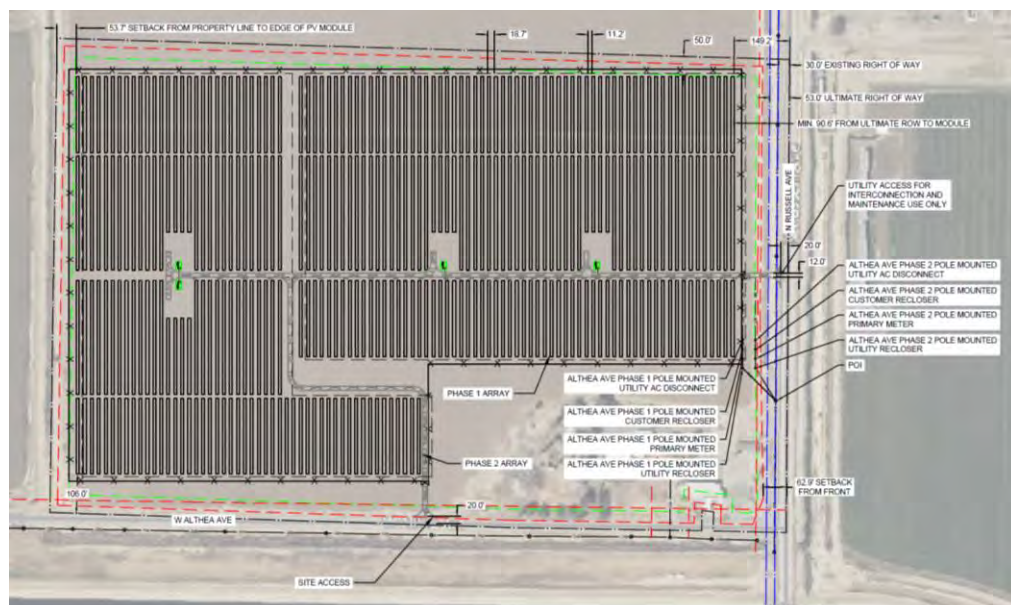 53.7' SETBACK FROM PROPERTY LINE TO EDGE OF PV MODULE
18.7'
11.2'
50.0'
149.2'
30.0' EXISTING RIGHT OF WAY
53.0' ULTIMATE RIGHT OF WAY
MIN. 90.6' FROM ULTIMATE ROW TO MODULE
N RUSSELL AVE
UTILITY ACCESS FOR
INTERCONNECTION AND
MAINTENANCE USE ONLY
20.0'
12.0'
ALTHEA AVE PHASE 2 POLE MOUNTED
UTILITY AC DISCONNECT
ALTHEA AVE PHASE 2 POLE MOUNTED
CUSTOMER RECLOSER
ALTHEA AVE PHASE 2 POLE MOUNTED
PRIMARY METER
ALTHEA AVE PHASE 2 POLE MOUNTED
UTILITY RECLOSER
POI
PHASE 1 ARRAY
ALTHEA AVE PHASE 1 POLE MOUNTED
UTILITY AC DISCONNECT
ALTHEA AVE PHASE 1 POLE MOUNTED
CUSTOMER RECLOSER
ALTHEA AVE PHASE 1 POLE MOUNTED
PRIMARY METER
ALTHEA AVE PHASE 1 POLE MOUNTED
UTILITY RECLOSER
PHASE 2 ARRAY
62.9' SETBACK
FROM FRONT
106.0'
20.0'
W ALTHEA AVE
SITE ACCESS